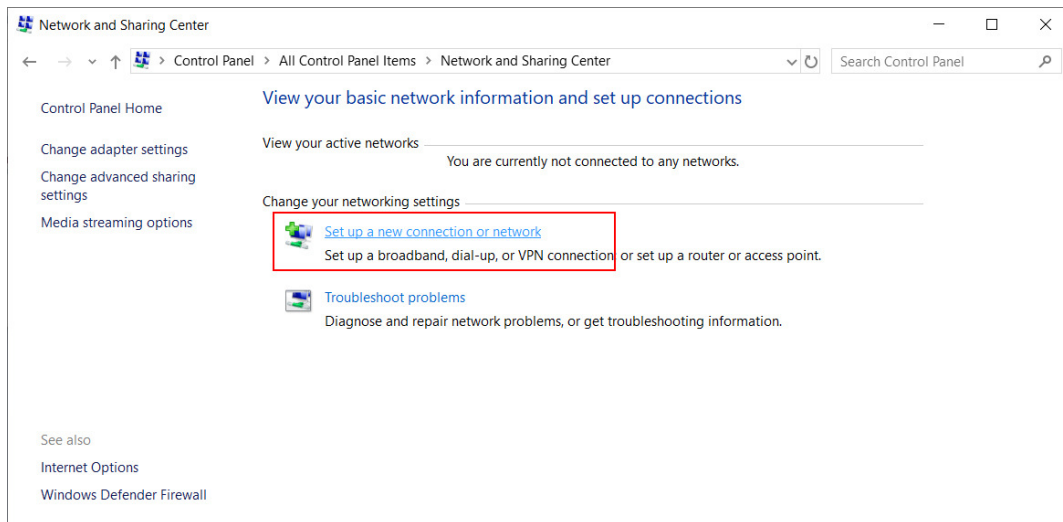 Network and Sharing Center
Control Panel > All Control Panel Items > Network and Sharing Center
Search Control Panel
Control Panel Home
Change adapter settings
Change advanced sharing
settings
Media streaming options
See also
Internet Options
Windows Defender Firewall
View your basic network information and set up connections
View your active networks
You are currently not connected to any networks.
Change your networking settings
Set up a new connection or network
Set up a broadband, dial-up, or VPN connection; or set up a router or access point.
Troubleshoot problems
Diagnose and repair network problems, or get troubleshooting information.